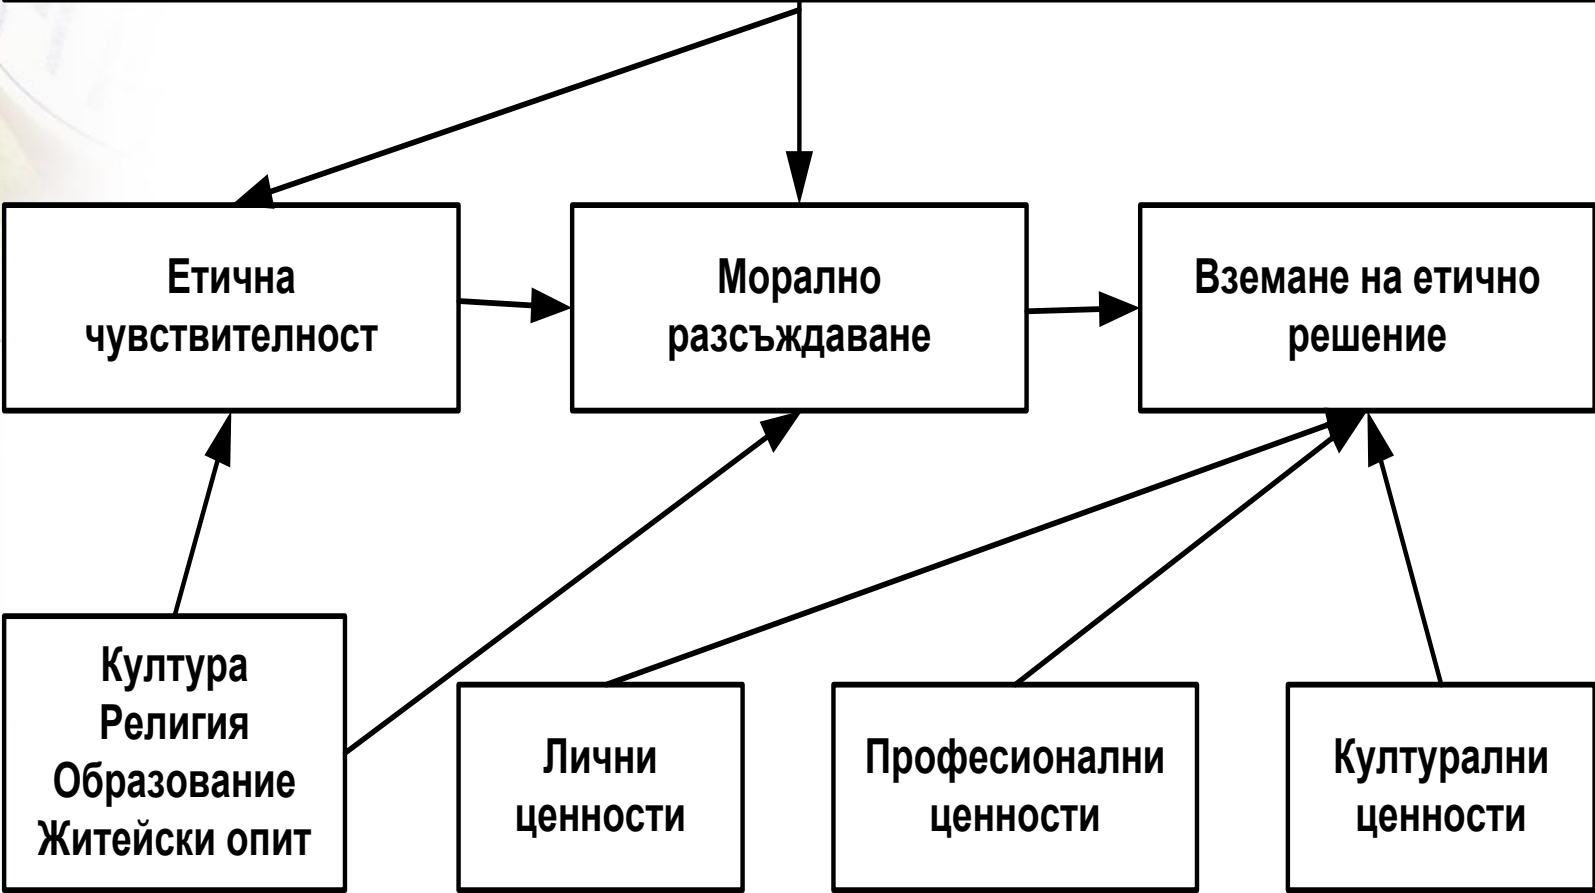 Етична
чувствителност
Морално
разсъждаване
Вземане на етично
решение
Култура
Религия
Образование
Житейски опит
Лични
ценности
Професионални
ценности
Културални
ценности